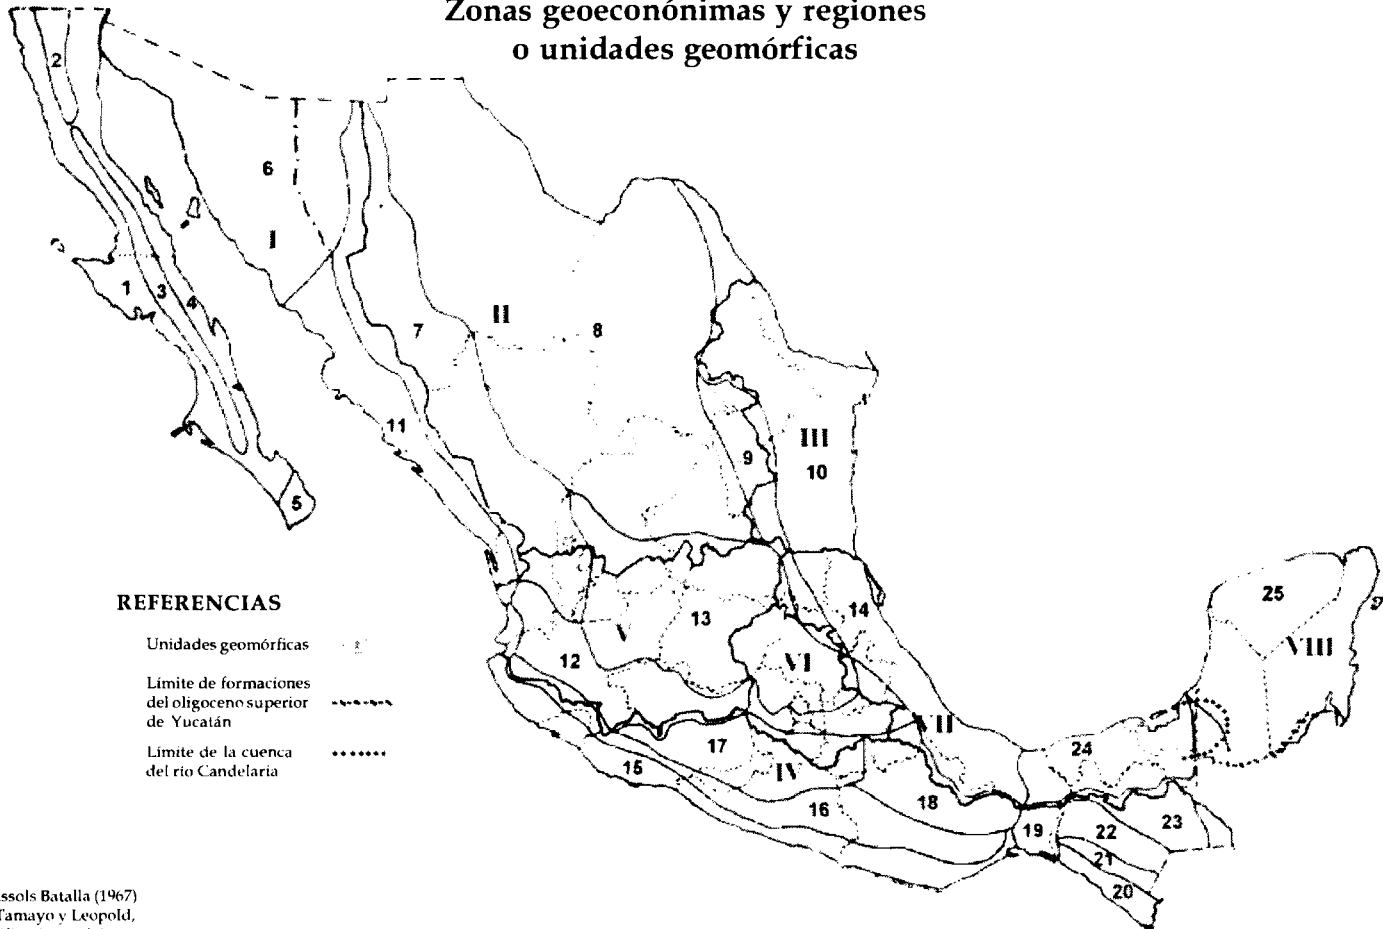 Zonas geoeconónimas y regiones
o unidades geomórficas
2
6
I
1
3
4
7
II
8
11
5
9
III
10
REFERENCIAS
Unidades geomórficas
Límite de formaciones
del oligoceno superior
de Yucatán
Límite de la cuenca
del río Candelaria
13
14
12
V
VI
25
VIII
VII
17
15
IV
16
18
24
19
22
23
21
20
ssols Batalla (1967)
Tamayo y Leopold,